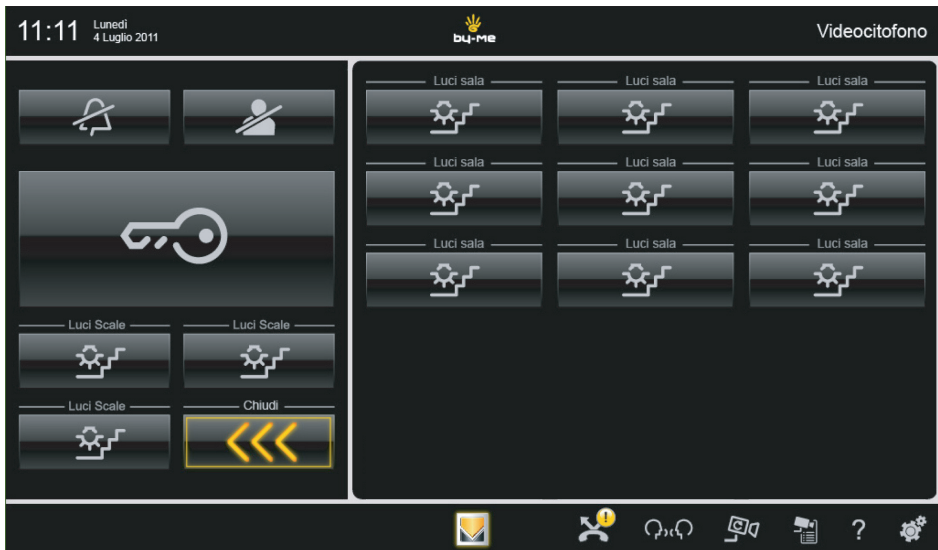 11:11
Lunedi
4 Luglio 2011
by-me
Videocitofono
Luci sala Luci sala Luci sala
Luci sala Luci sala Luci sala
Luci sala Luci sala Luci sala
Luci Scale Luci Scale
Luci Scale Chiudi
!
C
?